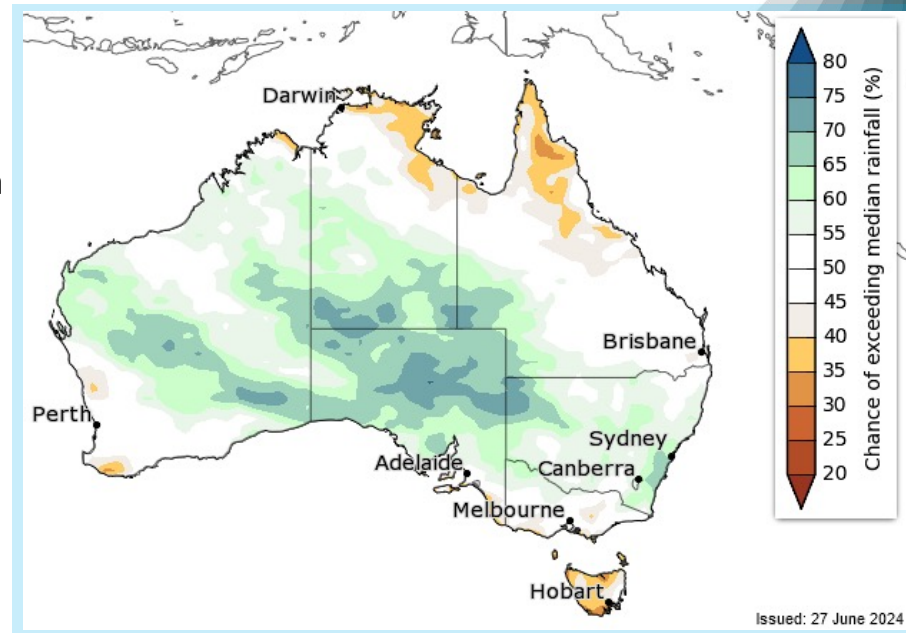 Darwin
Brisbane
Perth
Sydney
Adelaide
Canberra
Melbourne
Hobart
80
75
70
65
60
55
50
45
40
35
30
25
20
Chance of exceeding median rainfall (%)
Issued: 27 June 2024